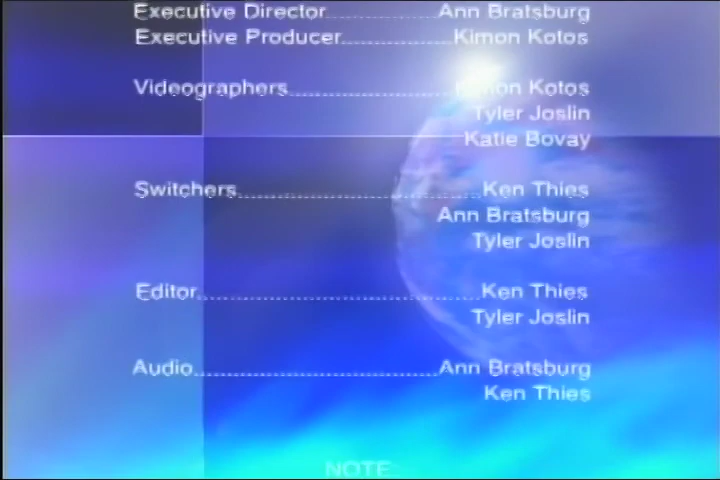 Executive Director Ann Bratsburg
Executive Producer Kimon Kotos
Videographers Kimon Kotos
Tyler Joslin
Katie Bovay
Switchers Ken Thies
Ann Bratsburg
Tyler Joslin
Editor Ken Thies
Tyler Joslin
Audio Ann Bratsburg
Ken Thies
NOTE: